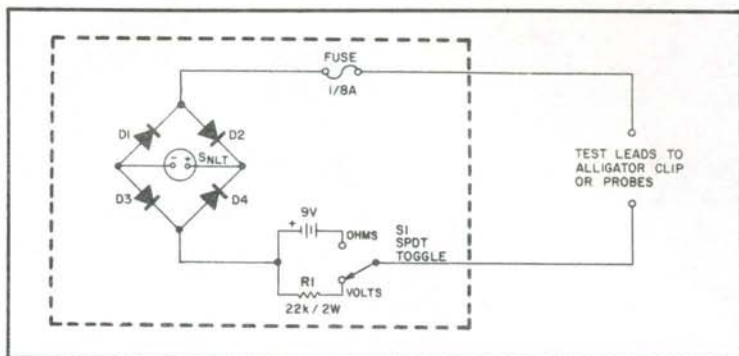 FUSE
1/8A
D1
D2
- + SNLT
D3
D4
TEST LEADS TO
ALLIGATOR CLIP
OR PROBES
+ 9V
OHMS
S1
SPDT
TOGGLE
R1
VOLTS
22k/2W